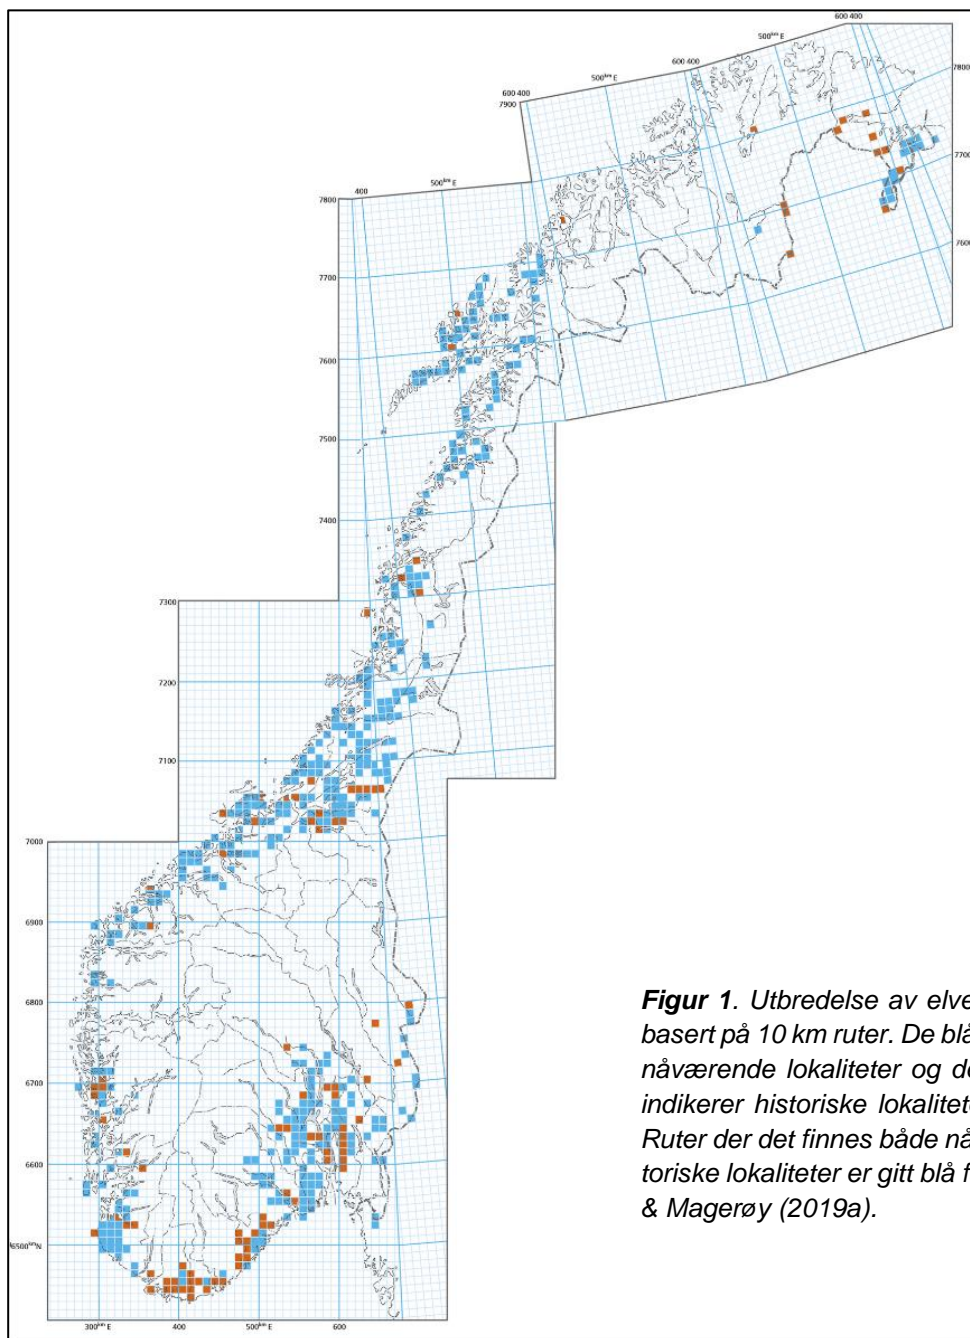 600 400
500km E
600 400
7800
500km E
600 400
7900
7700
500km E
400
7800
7600
7700
7600
7500
7400
7300
7200
7100
7000
6900
6800
6700
6600
6500km N
300km E
400
500km E
600
Figur 1. Utbredelse av elve
basert på 10 km ruter. De blå
nåværende lokaliteter og de
indikerer historiske lokalitete
Ruter der det finnes både nå
toriske lokaliteter er gitt blå f
& Magerøy (2019a).